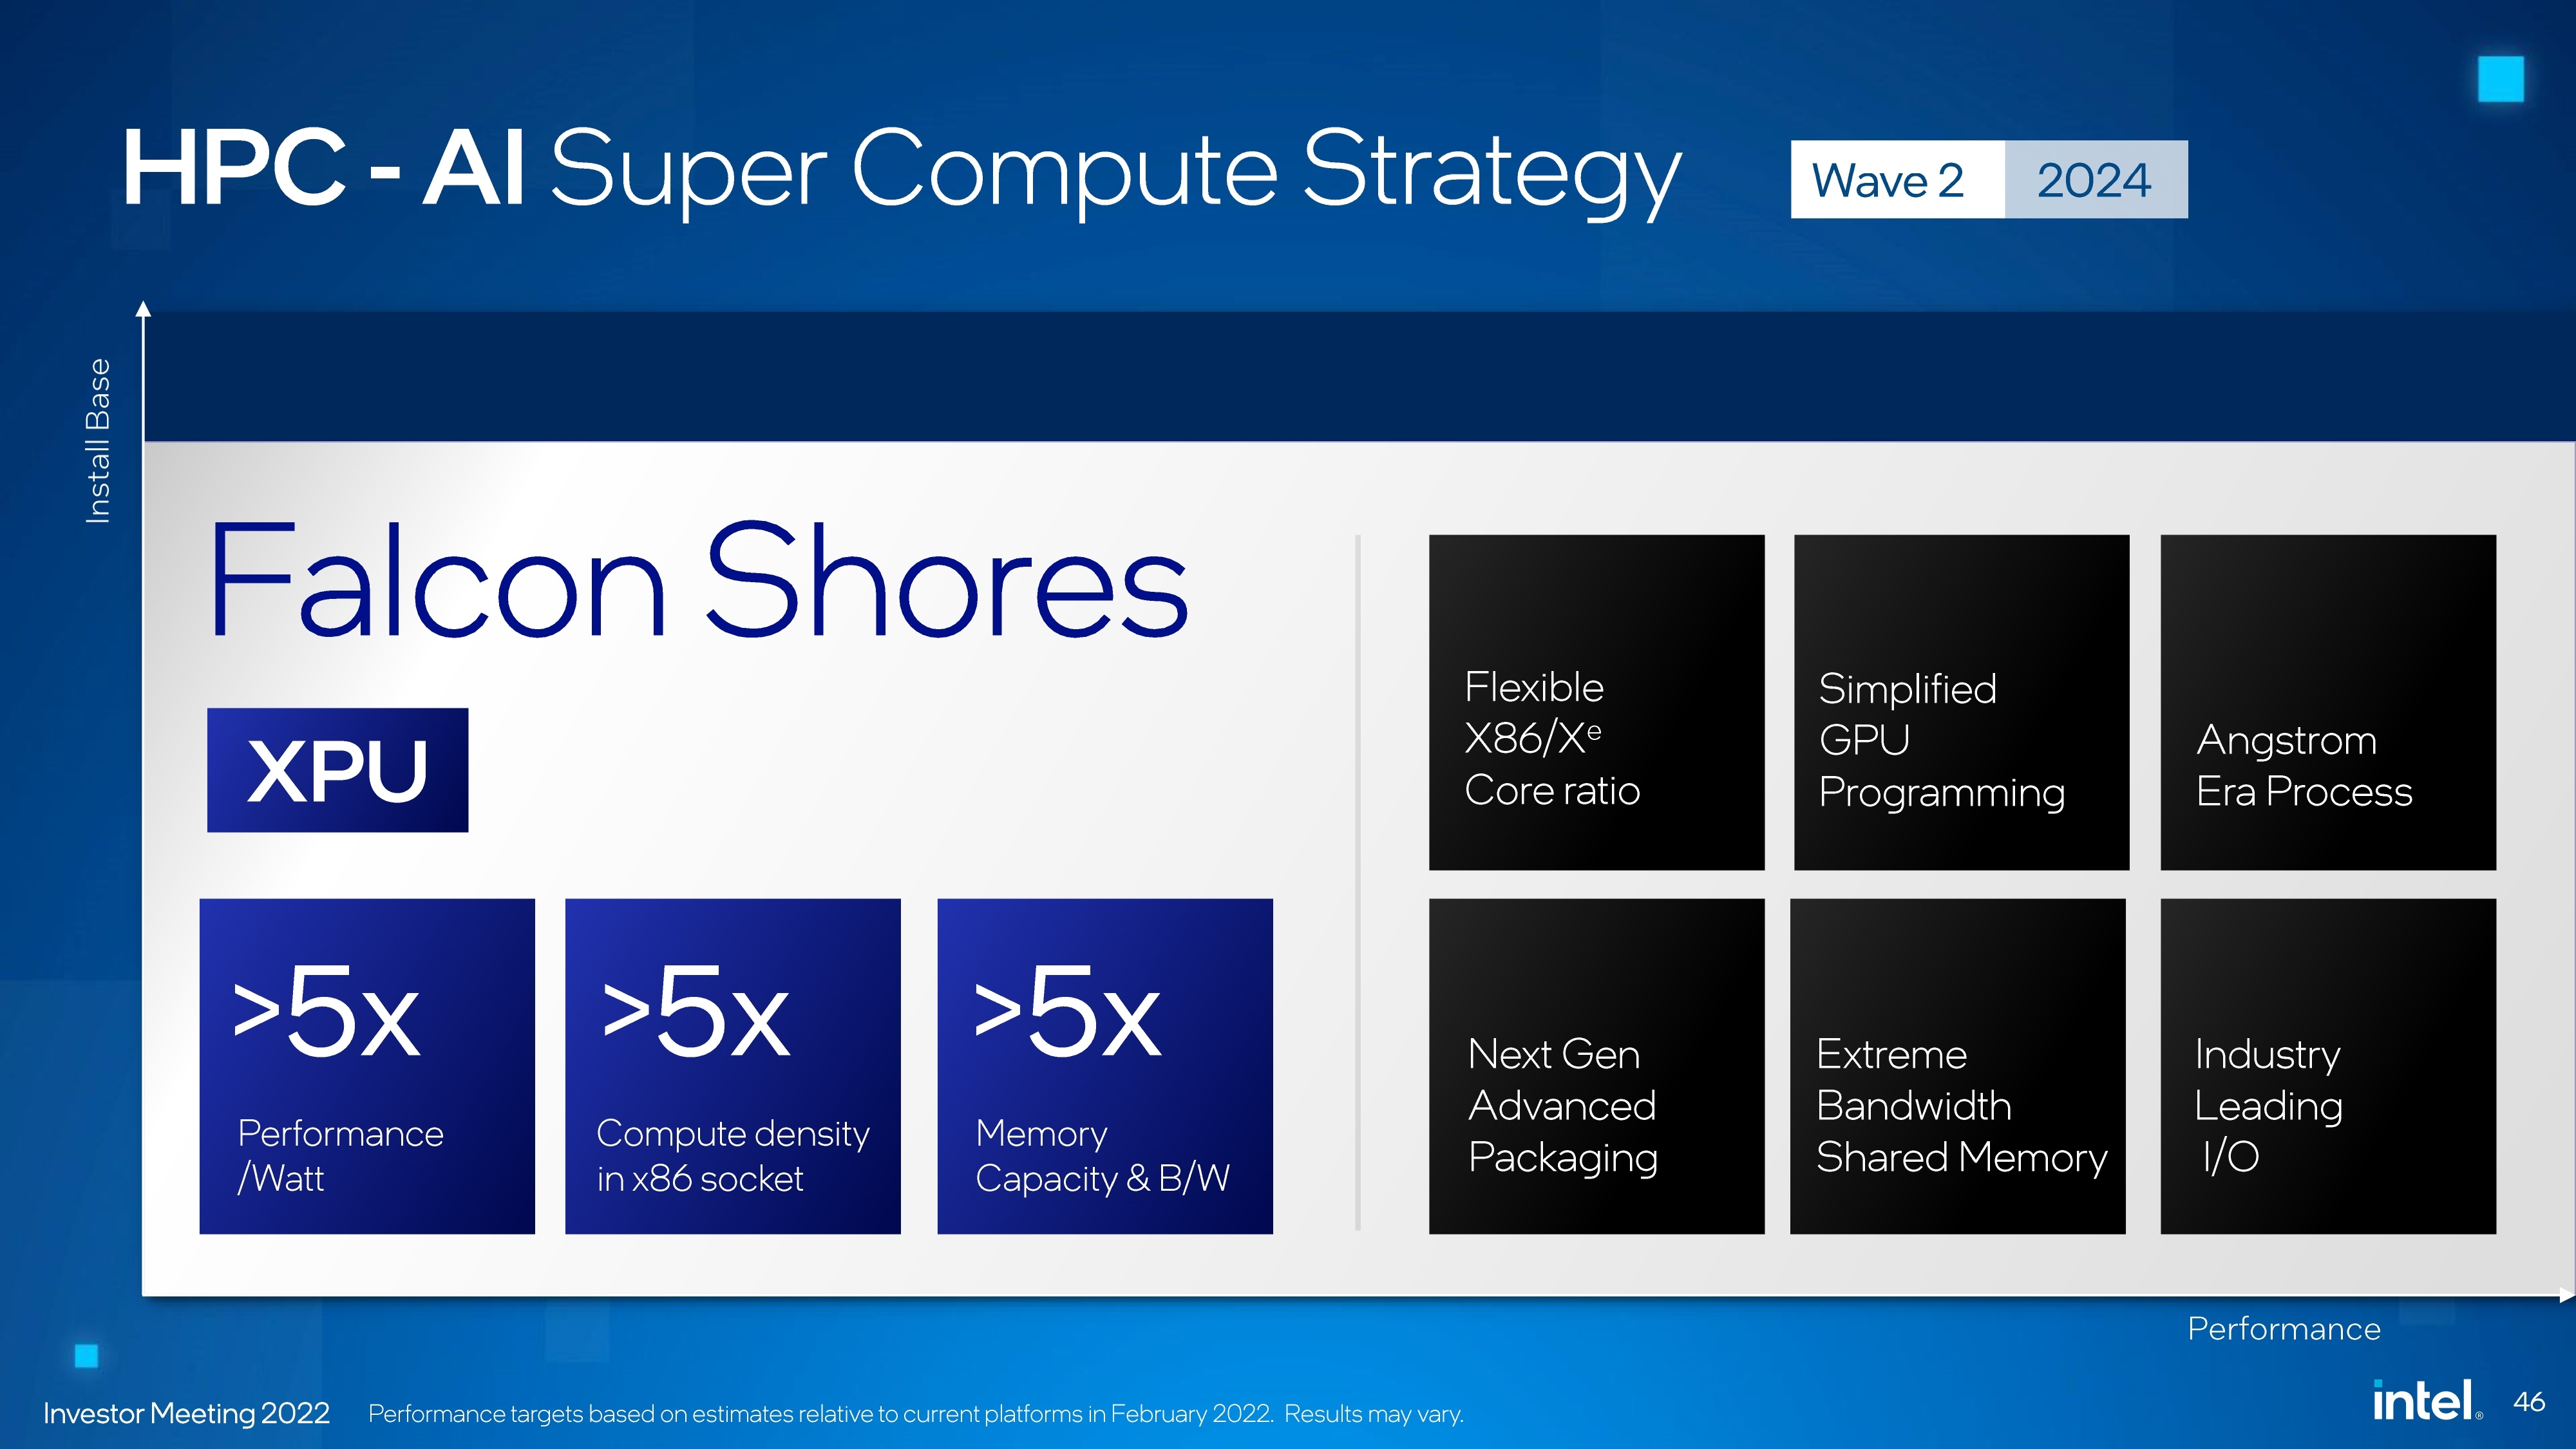 HPC - AI Super Compute Strategy
Wave 2
2024
Install Base
Falcon Shores
XPU
>5x
Performance
/Watt
>5x
Compute density
in x86 socket
>5x
Memory
Capacity & B/W
Flexible
X86/Xᵉ
Core ratio
Simplified
GPU
Programming
Angstrom
Era Process
Next Gen
Advanced
Packaging
Extreme
Bandwidth
Shared Memory
Industry
Leading
I/O
Performance
Investor Meeting 2022
Performance targets based on estimates relative to current platforms in February 2022. Results may vary.
intel®
46